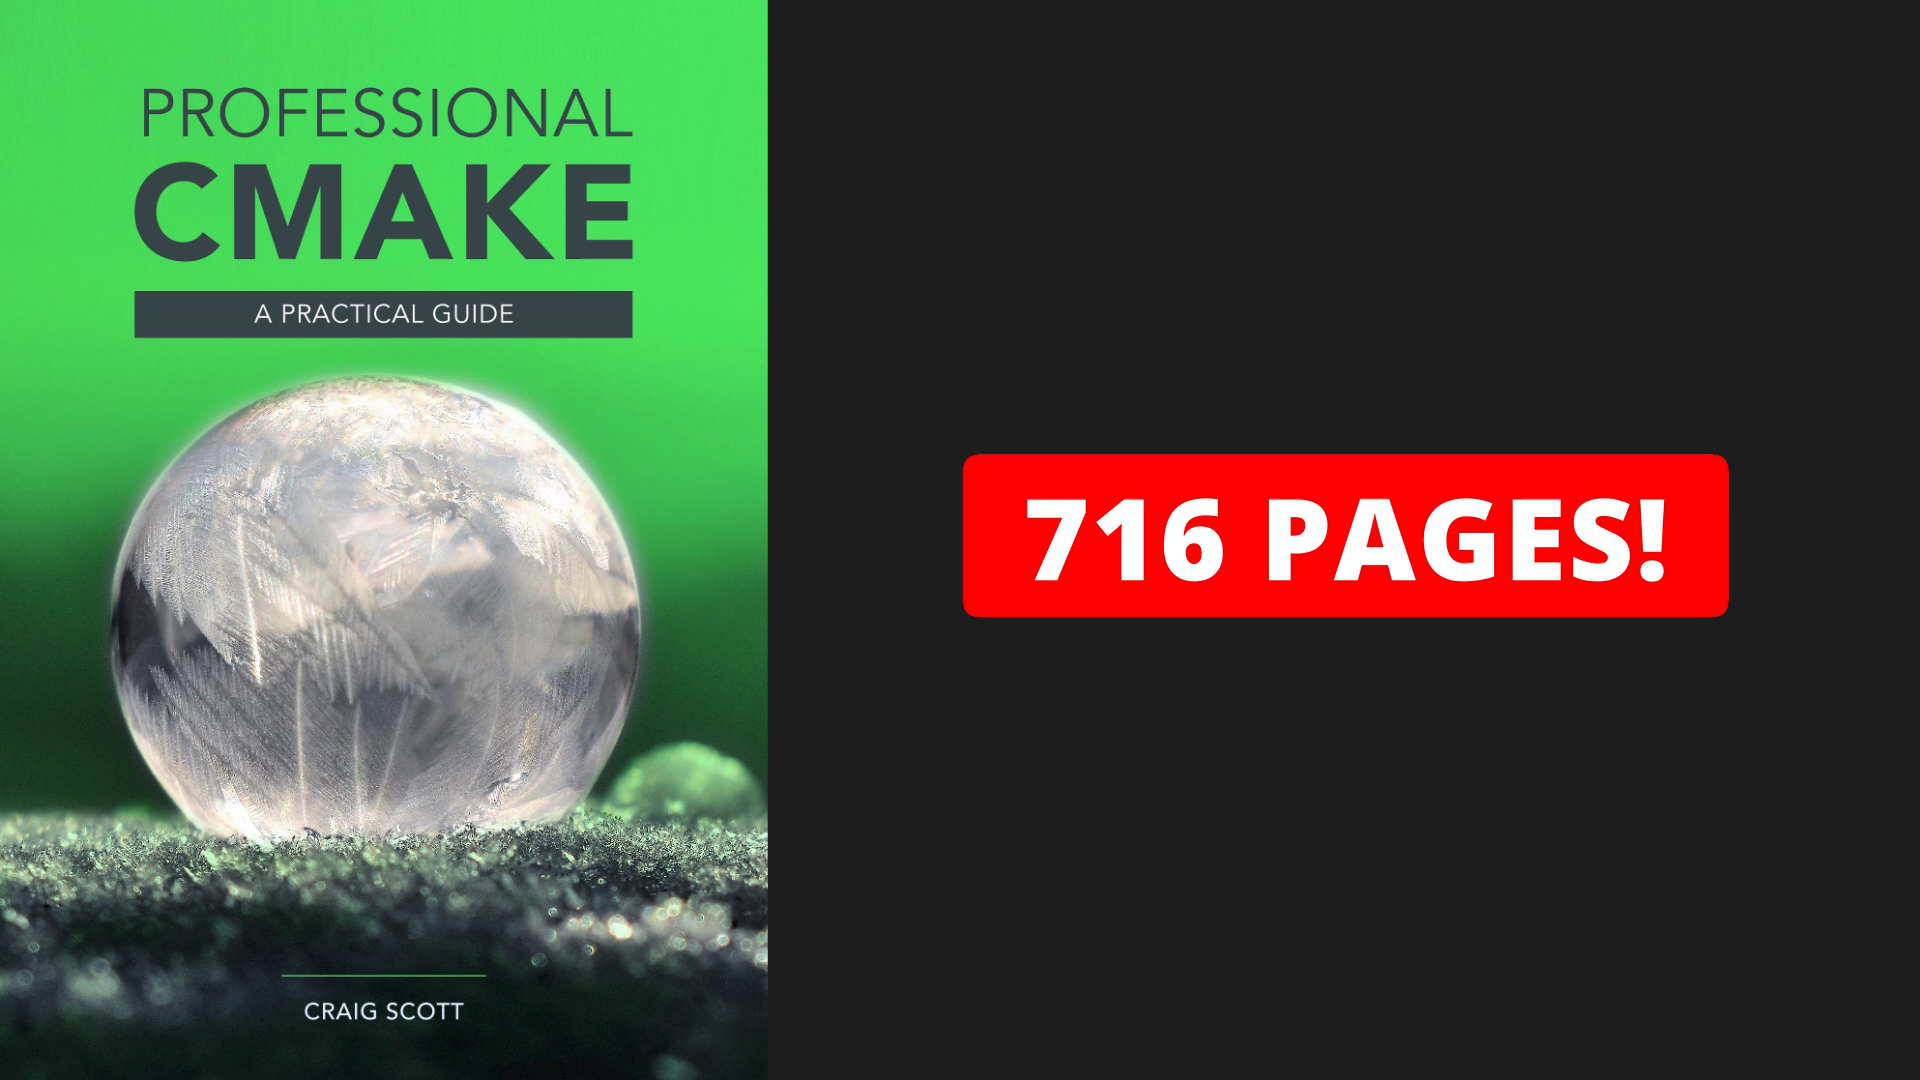 PROFESSIONAL
CMAKE
A PRACTICAL GUIDE
CRAIG SCOTT
716 PAGES!